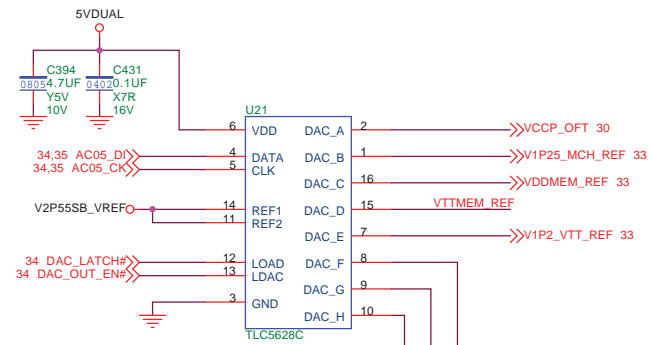 5VDUAL
C394
0805 4.7UF
Y5V
10V
C431
0402 0.1UF
X7R
16V
U21
6 VDD DAC_A 2 VCCP_OFT 30
34,35 AC05_DI 4 DATA DAC_B 1 V1P25_MCH_REF 33
34,35 AC05_CK 5 CLK
DAC_C 16 VDDMEM_REF 33
V2P55SB_VREF 14 REF1 DAC_D 15 VTTMEM_REF
11 REF2
DAC_E 7 V1P2_VTT_REF 33
34 DAC_LATCH# 12 LOAD DAC_F 8
34 DAC_OUT_EN# 13 LDAC
DAC_G 9
3 GND
DAC_H 10
TLC5628C